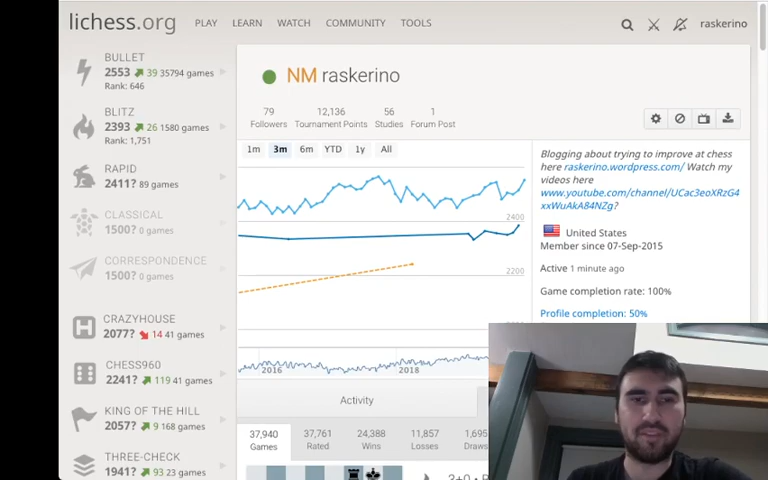 lichess.org PLAY LEARN WATCH COMMUNITY TOOLS raskerino
BULLET
2553 39 35794 games
Rank: 646
BLITZ
2393 26 1580 games
Rank: 1,751
RAPID
2411? 89 games
CLASSICAL
1500? 0 games
CORRESPONDENCE
1500? 0 games
CRAZYHOUSE
2077? 14 41 games
CHESS960
2241? 119 41 games
KING OF THE HILL
2057? 9 168 games
THREE-CHECK
1941? 93 23 games
NM raskerino
79 12,136 56 1
Followers Tournament Points Studies Forum Post
1m 3m 6m YTD 1y All
2400
2200
2016 2018
Blogging about trying to improve at chess
here raskerino.wordpress.com/ Watch my
videos here
www.youtube.com/channel/UCac3eoXRzG4
xxWuAkA84NZg?
United States
Member since 07-Sep-2015
Active 1 minute ago
Game completion rate: 100%
Profile completion: 50%
Activity
37,940 37,761 24,388 11,857 1,695
Games Rated Wins Losses Draws